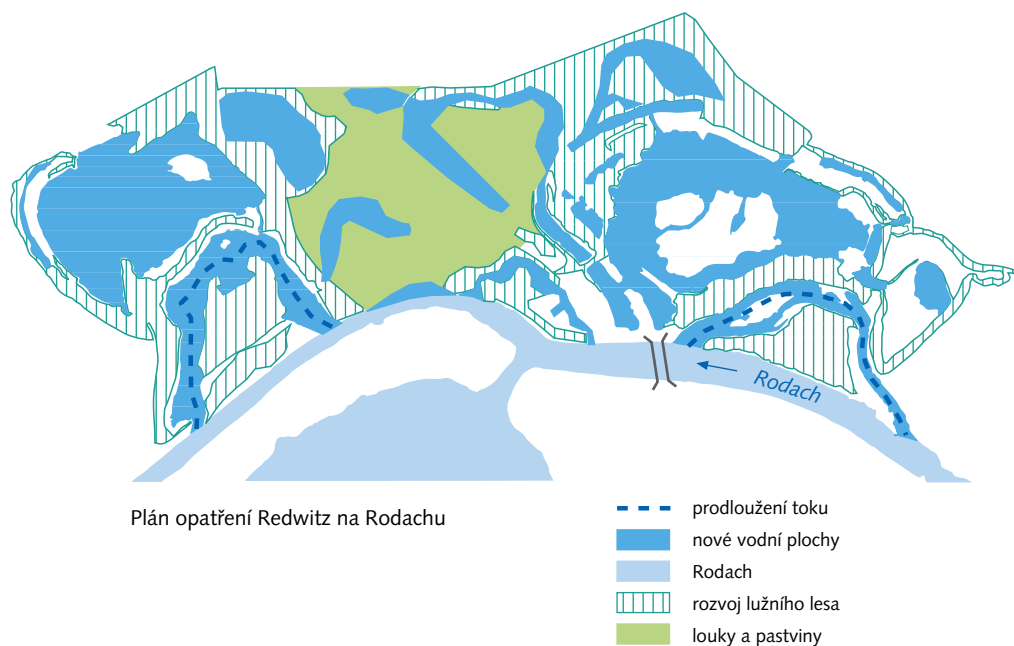 Rodach
Plán opatření Redwitz na Rodachu
prodloužení toku
nové vodní plochy
Rodach
rozvoj lužního lesa
louky a pastviny